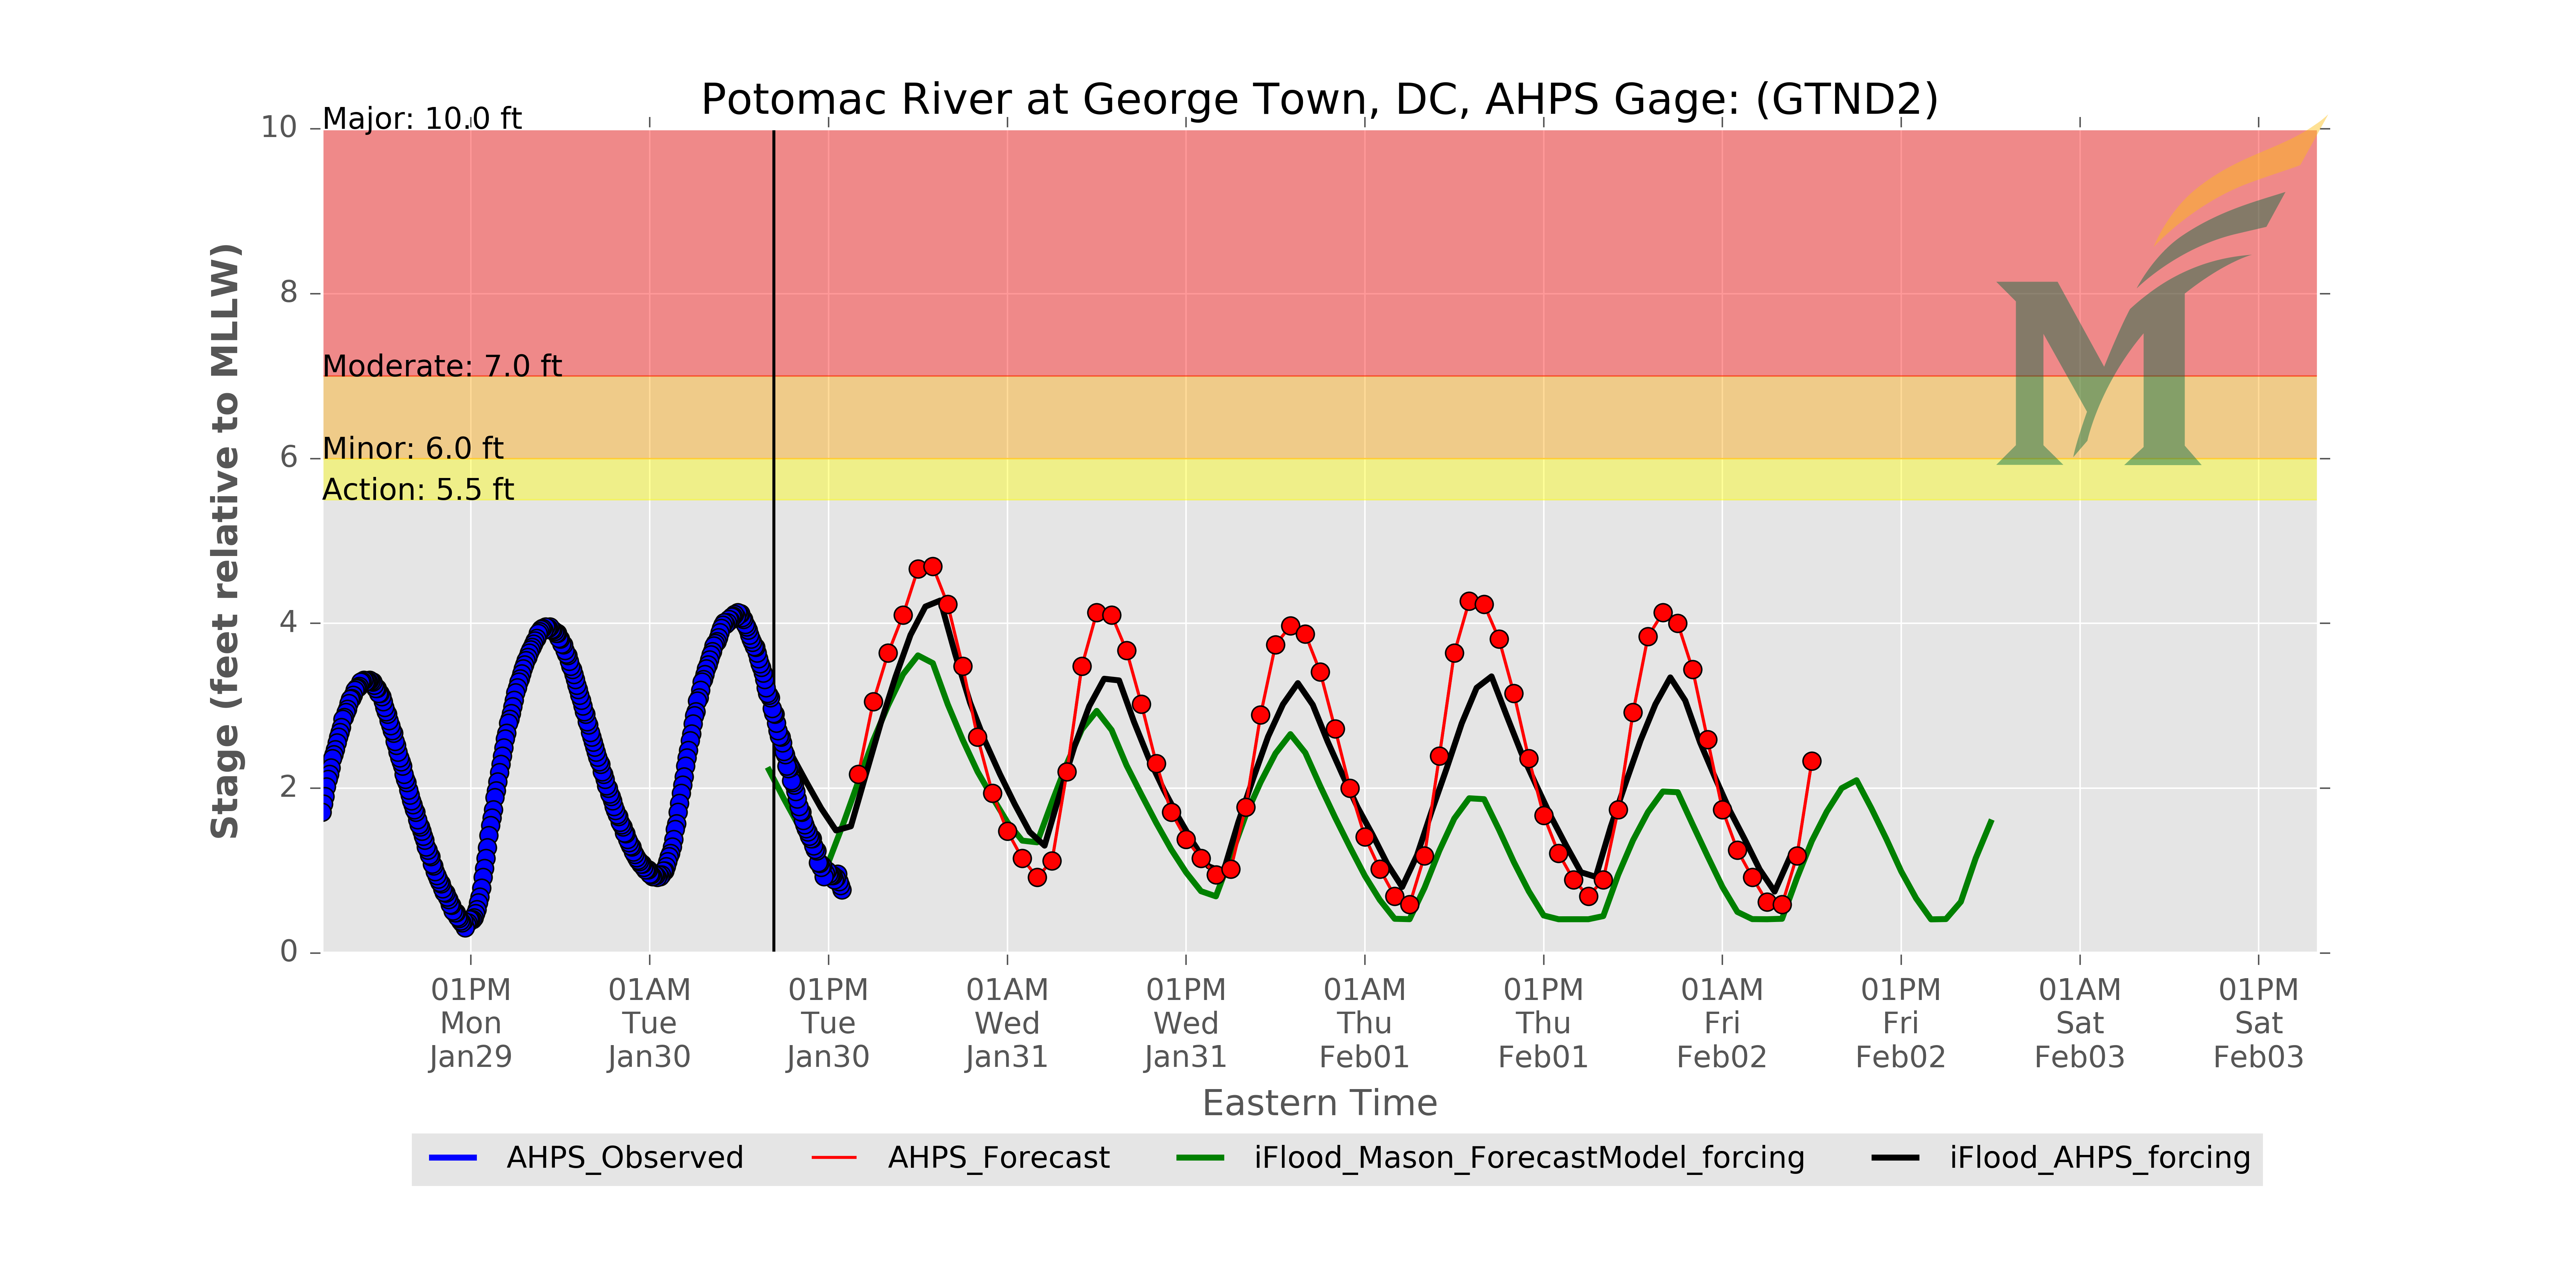 Potomac River at George Town, DC, AHPS Gage: (GTND2)
Major: 10.0 ft
Moderate: 7.0 ft
Minor: 6.0 ft
Action: 5.5 ft
Stage (feet relative to MLLW)
10
8
6
4
2
0
01PM Mon Jan29
01AM Tue Jan30
01PM Tue Jan30
01AM Wed Jan31
01PM Wed Jan31
01AM Thu Feb01
01PM Thu Feb01
01AM Fri Feb02
01PM Fri Feb02
01AM Sat Feb03
01PM Sat Feb03
Eastern Time
AHPS_Observed
AHPS_Forecast
iFlood_Mason_ForecastModel_forcing
iFlood_AHPS_forcing
M